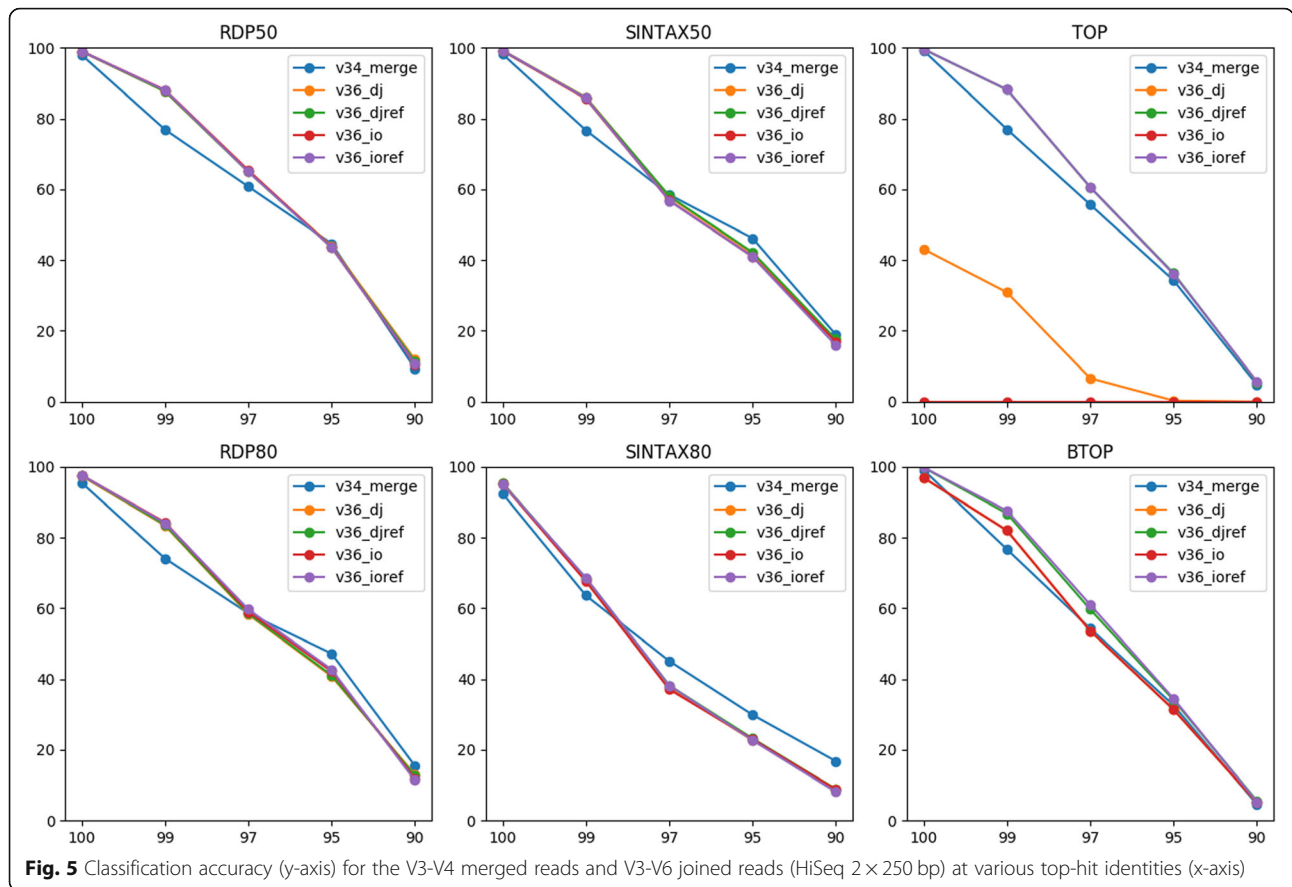 RDP50
100
80
60
40
20
0
100 99 97 95 90
v34_merge
v36_dj
v36_djref
v36_io
v36_ioref
SINTAX50
100
80
60
40
20
0
100 99 97 95 90
v34_merge
v36_dj
v36_djref
v36_io
v36_ioref
TOP
100
80
60
40
20
0
100 99 97 95 90
v34_merge
v36_dj
v36_djref
v36_io
v36_ioref
RDP80
100
80
60
40
20
0
100 99 97 95 90
v34_merge
v36_dj
v36_djref
v36_io
v36_ioref
SINTAX80
100
80
60
40
20
0
100 99 97 95 90
v34_merge
v36_dj
v36_djref
v36_io
v36_ioref
BTOP
100
80
60
40
20
0
100 99 97 95 90
v34_merge
v36_dj
v36_djref
v36_io
v36_ioref
Fig. 5 Classification accuracy (y-axis) for the V3-V4 merged reads and V3-V6 joined reads (HiSeq 2 × 250 bp) at various top-hit identities (x-axis)